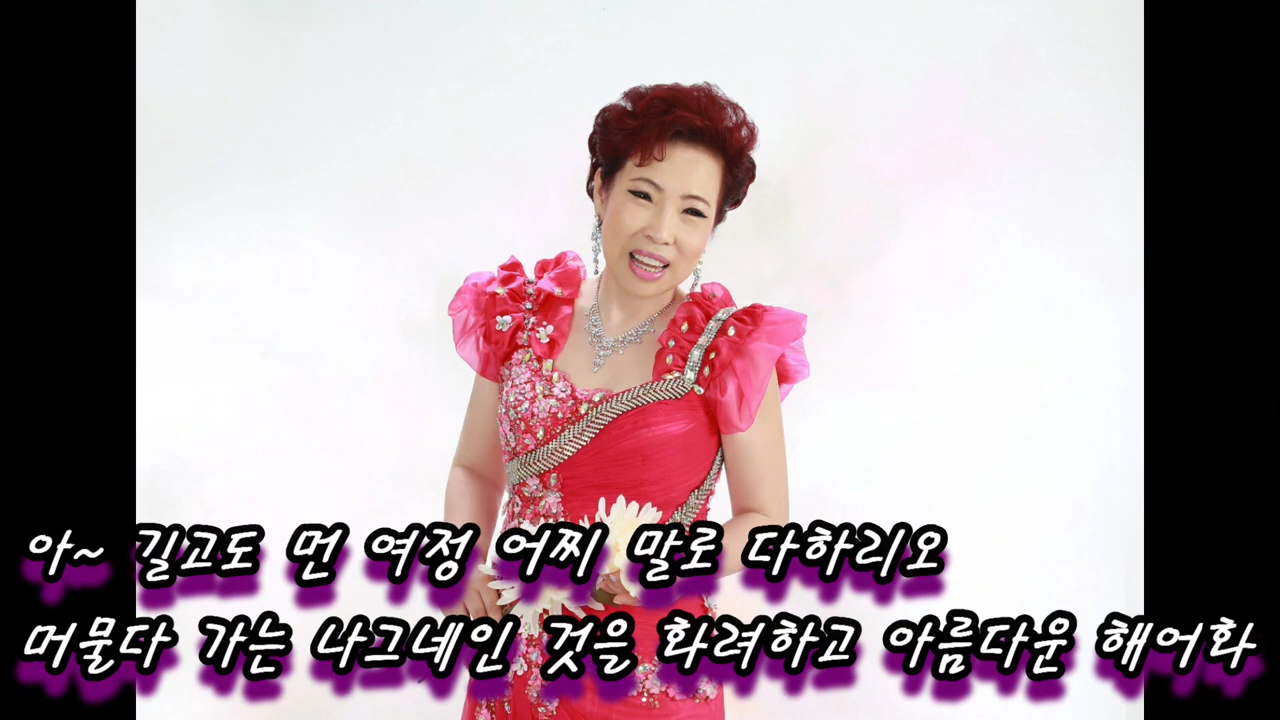 아~ 길고도 먼 여정 어찌 말로 다하리오
머물다 가는 나그네인 것을 화려하고 아름다운 해어화